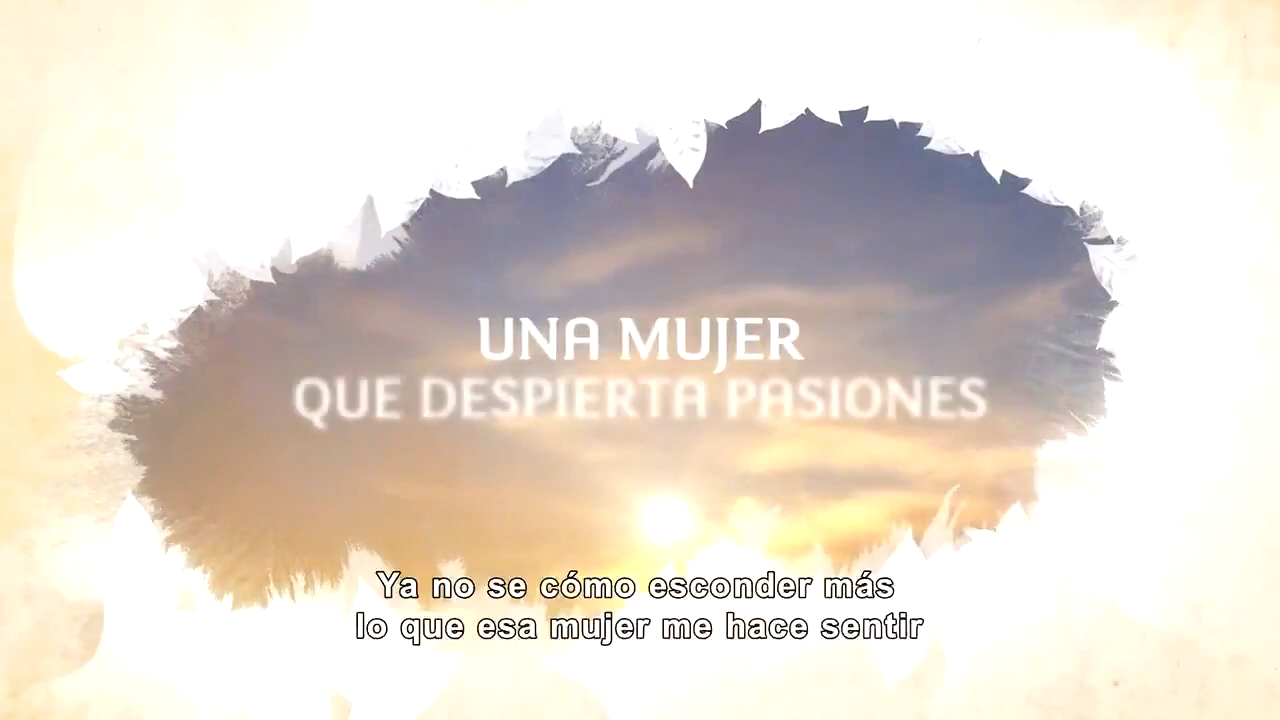 UNA MUJER
QUE DESPIERTA PASIONES
Ya no se cómo esconder más
lo que esa mujer me hace sentir